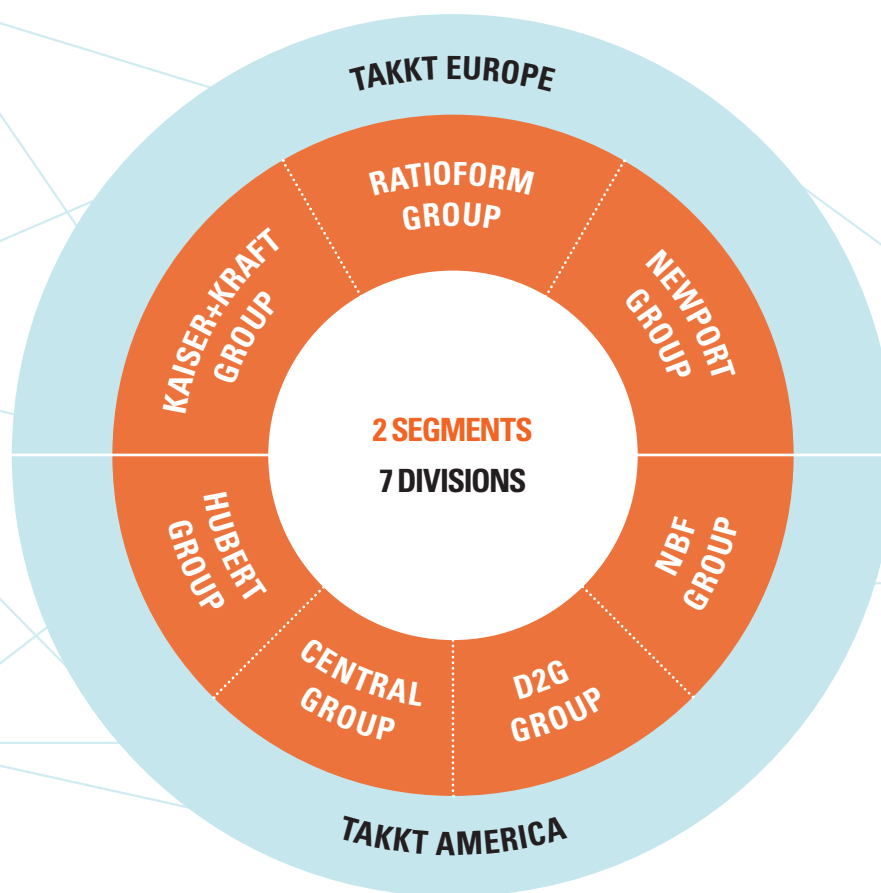 TAKKT EUROPE
RATIOFORM
GROUP
KAISER+KRAFT
GROUP
NEWPORT
GROUP
2 SEGMENTS
7 DIVISIONS
HUBERT
GROUP
NBF
GROUP
CENTRAL
GROUP
D2G
GROUP
TAKKT AMERICA